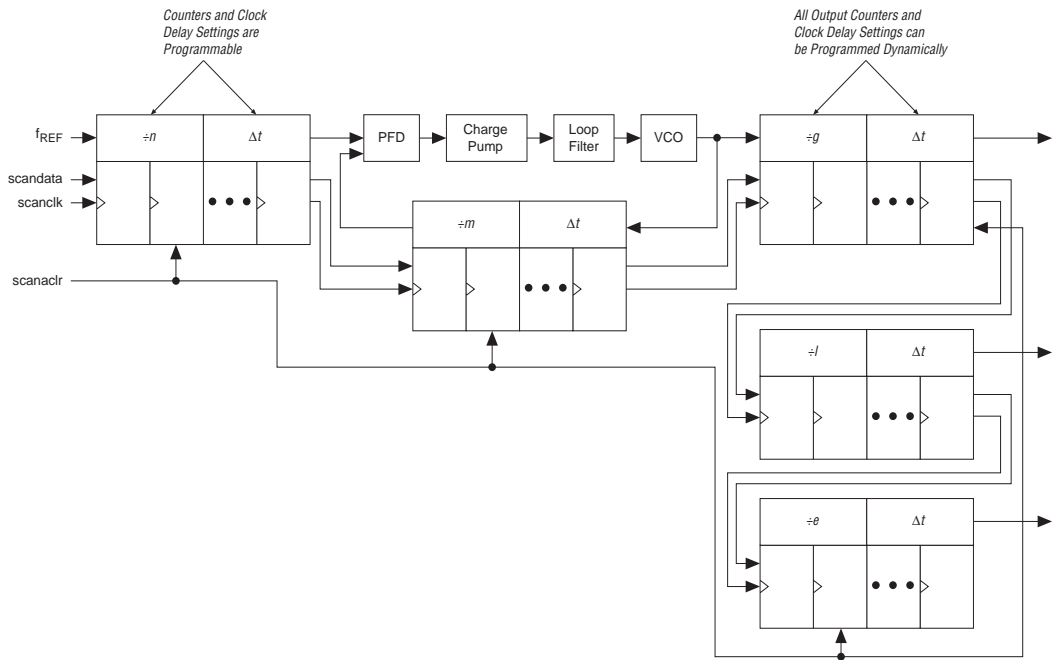 Counters and Clock
Delay Settings are
Programmable
All Output Counters and
Clock Delay Settings can
be Programmed Dynamically
fREF
÷n
Δt
PFD
Charge
Pump
Loop
Filter
VCO
÷g
Δt
scandata
scanclk
÷m
Δt
scanaclr
÷l
Δt
÷e
Δt